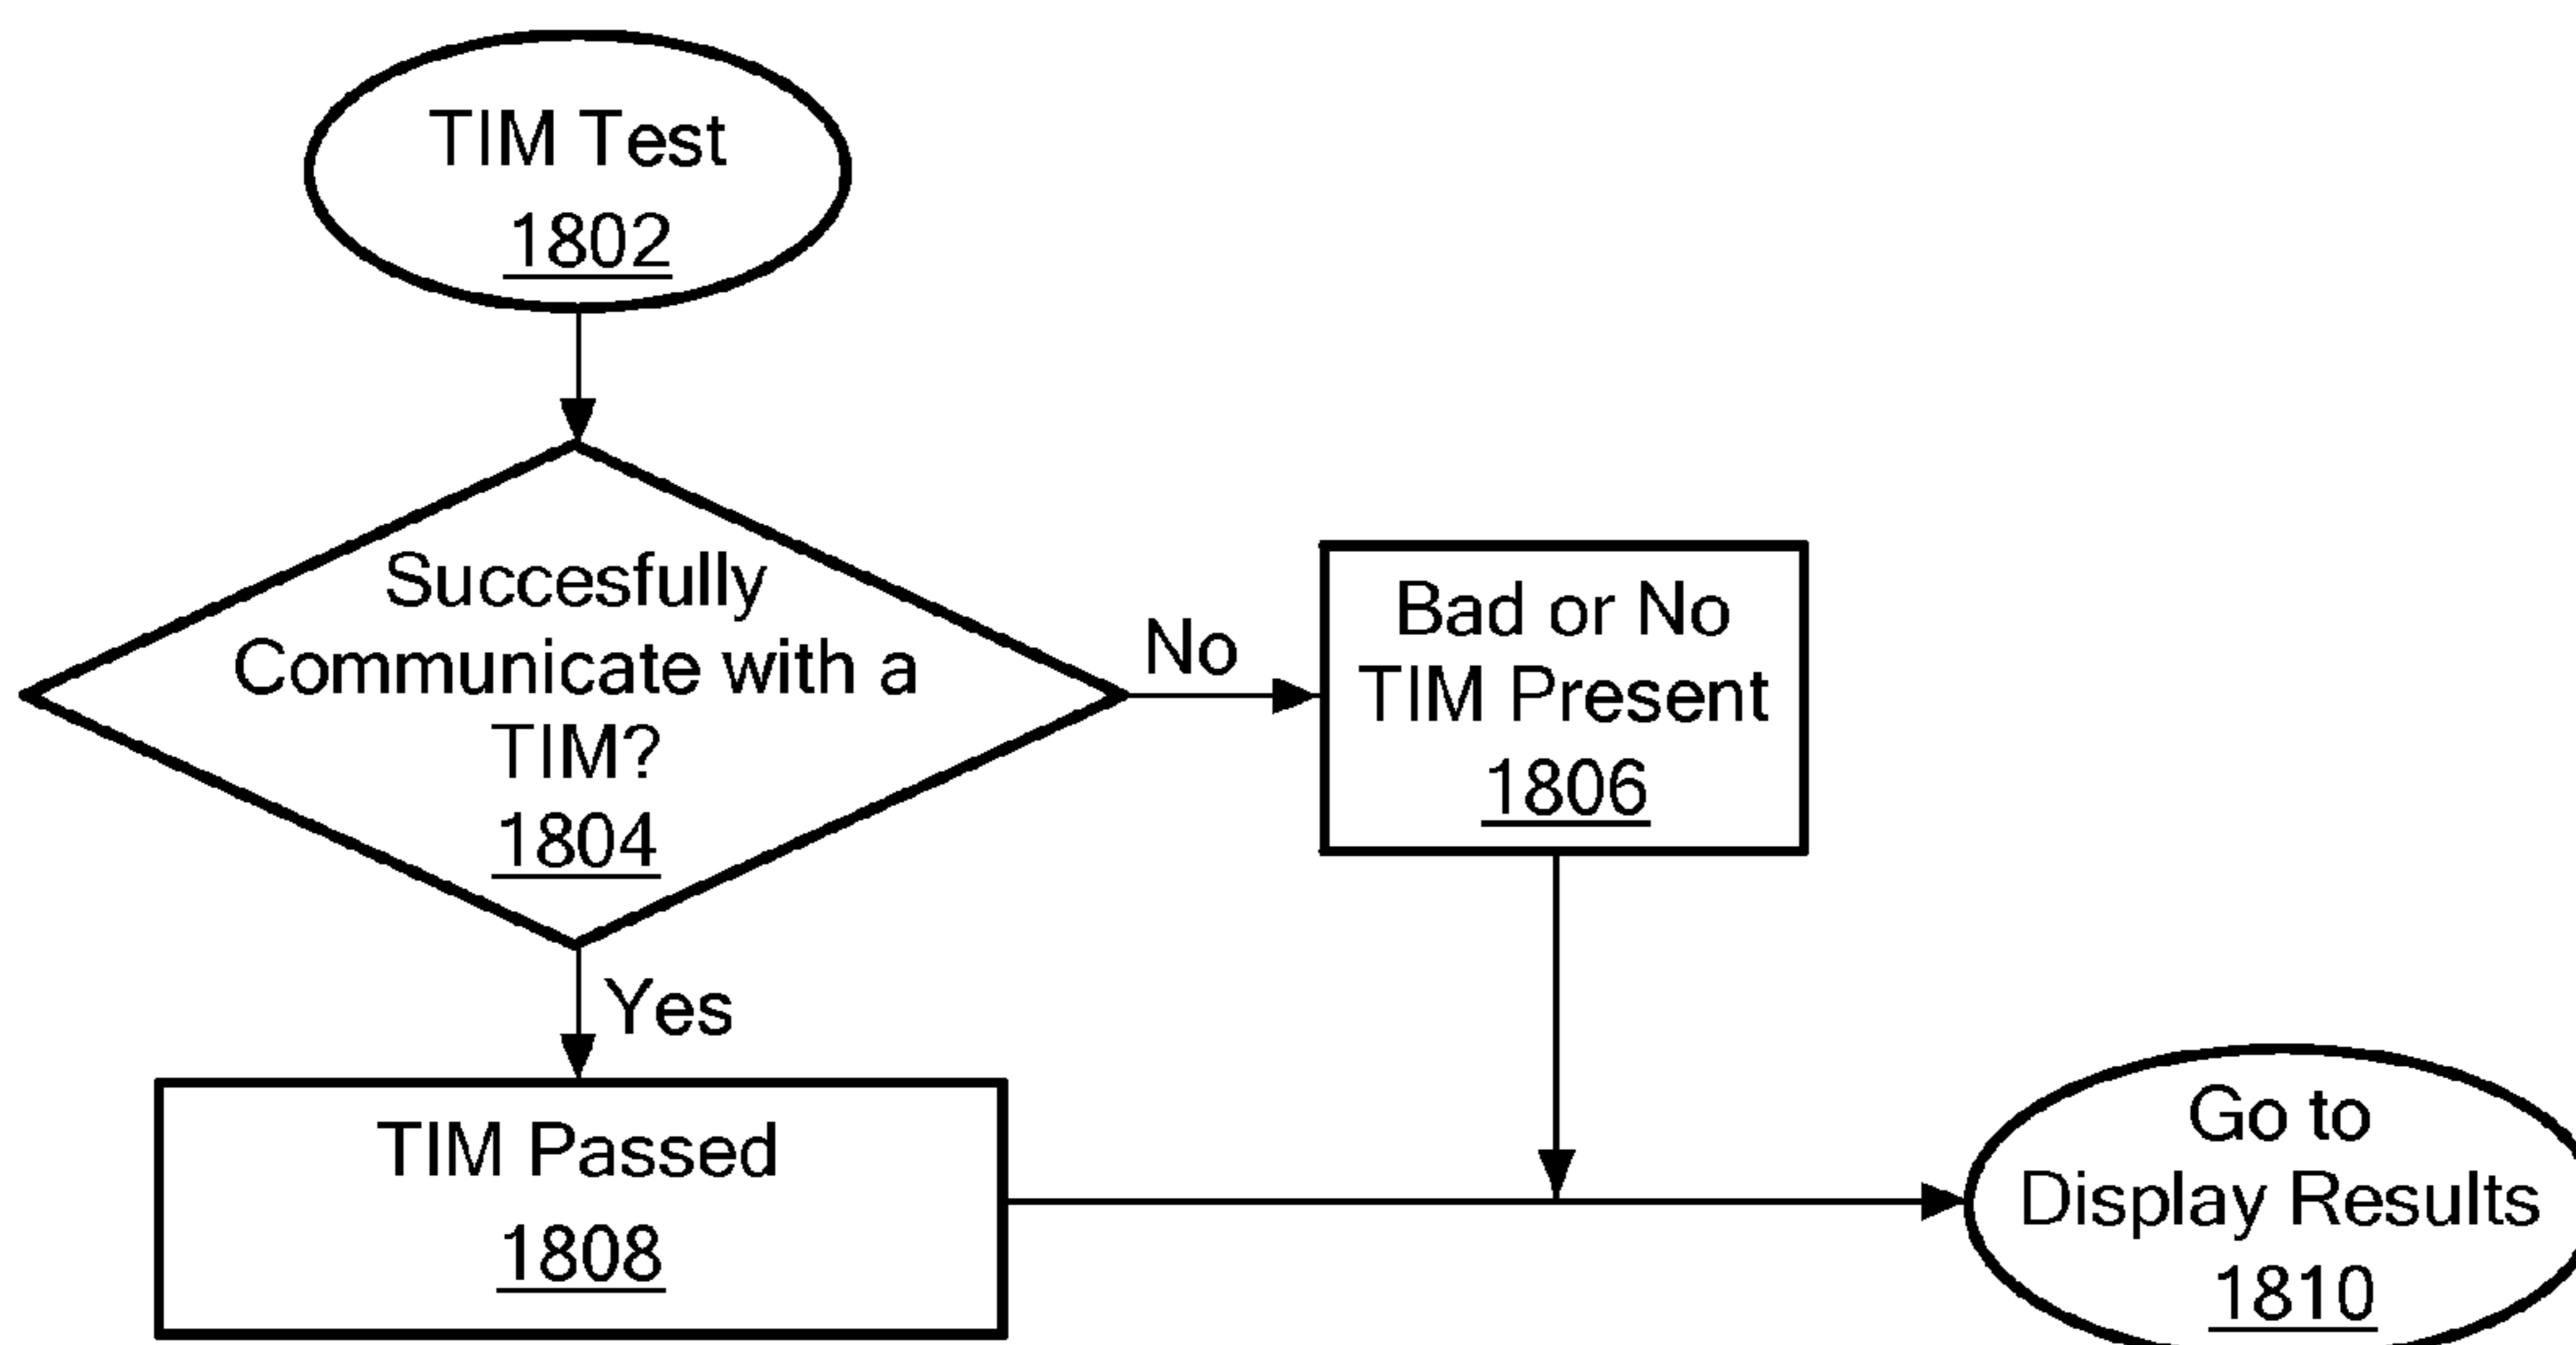 TIM Test
1802
Succesfully
Communicate with a
TIM?
1804
No
Bad or No
TIM Present
1806
Yes
TIM Passed
1808
Go to
Display Results
1810